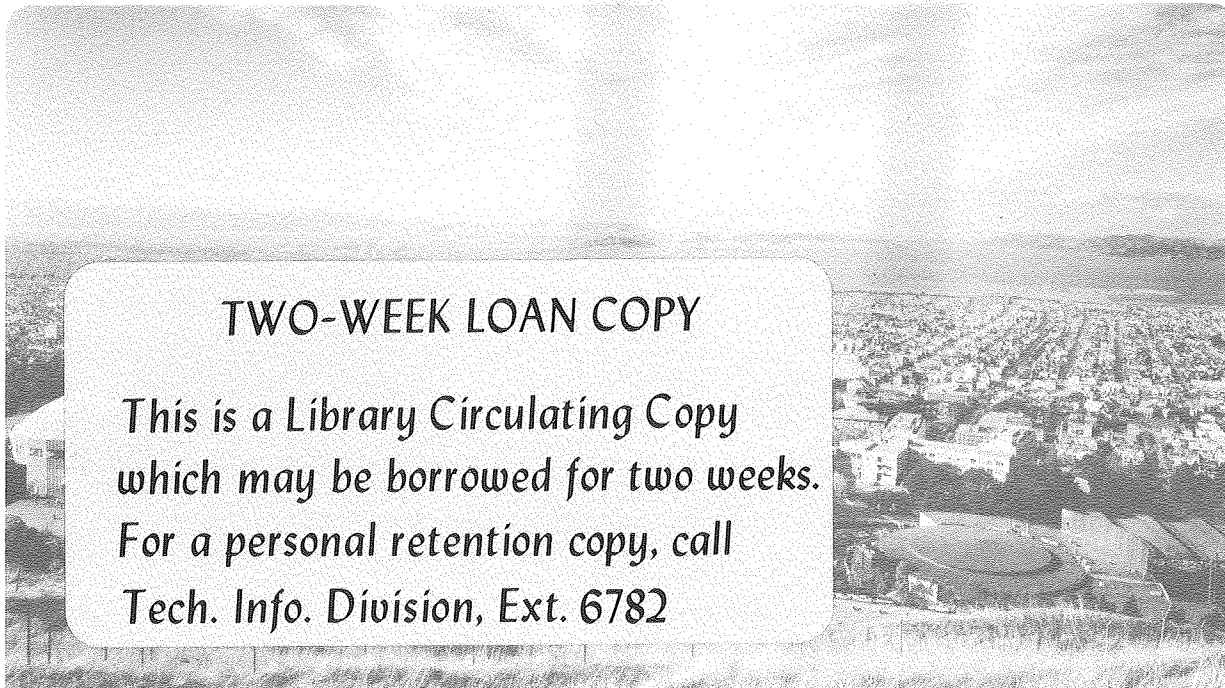 TWO-WEEK LOAN COPY
This is a Library Circulating Copy
which may be borrowed for two weeks.
For a personal retention copy, call
Tech. Info. Division, Ext. 6782